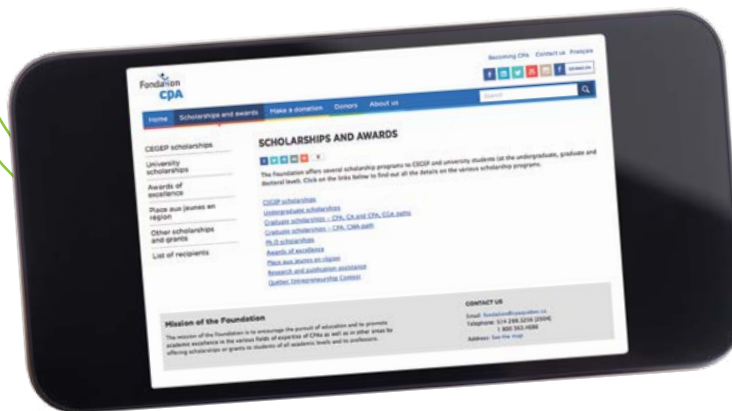 Fondation
CPA
Becoming CPA Contact us Français
Search
Home Scholarships and awards Make a donation Donors About us
CEGEP scholarships
University
scholarships
Awards of
excellence
Place aux jeunes en
région
Other scholarships
and grants
List of recipients
SCHOLARSHIPS AND AWARDS
The Foundation offers several scholarship programs to CEGEP and university students (at the undergraduate, graduate and
doctoral levels. Click on the links below to find out all the details on the various scholarship programs.
CEGEP scholarships
Undergraduate scholarships
Graduate scholarships – CPA, CA and CPA, CGA paths
Graduate scholarships – CPA, CMA path
Ph.D scholarships
Awards of excellence
Place aux jeunes en région
Research and publication assistance
Québec Entrepreneurship Contest
Mission of the Foundation
The mission of the Foundation is to encourage the pursuit of education and to promote
academic excellence in the various fields of expertise of CPAs as well as in other areas by
offering scholarships or grants to students of all academic levels and to professors.
CONTACT US
Email: fondation@cpaquebec.ca
Telephone: 514 288.3256 [2504]
1 800 363.4688
Address: See the map